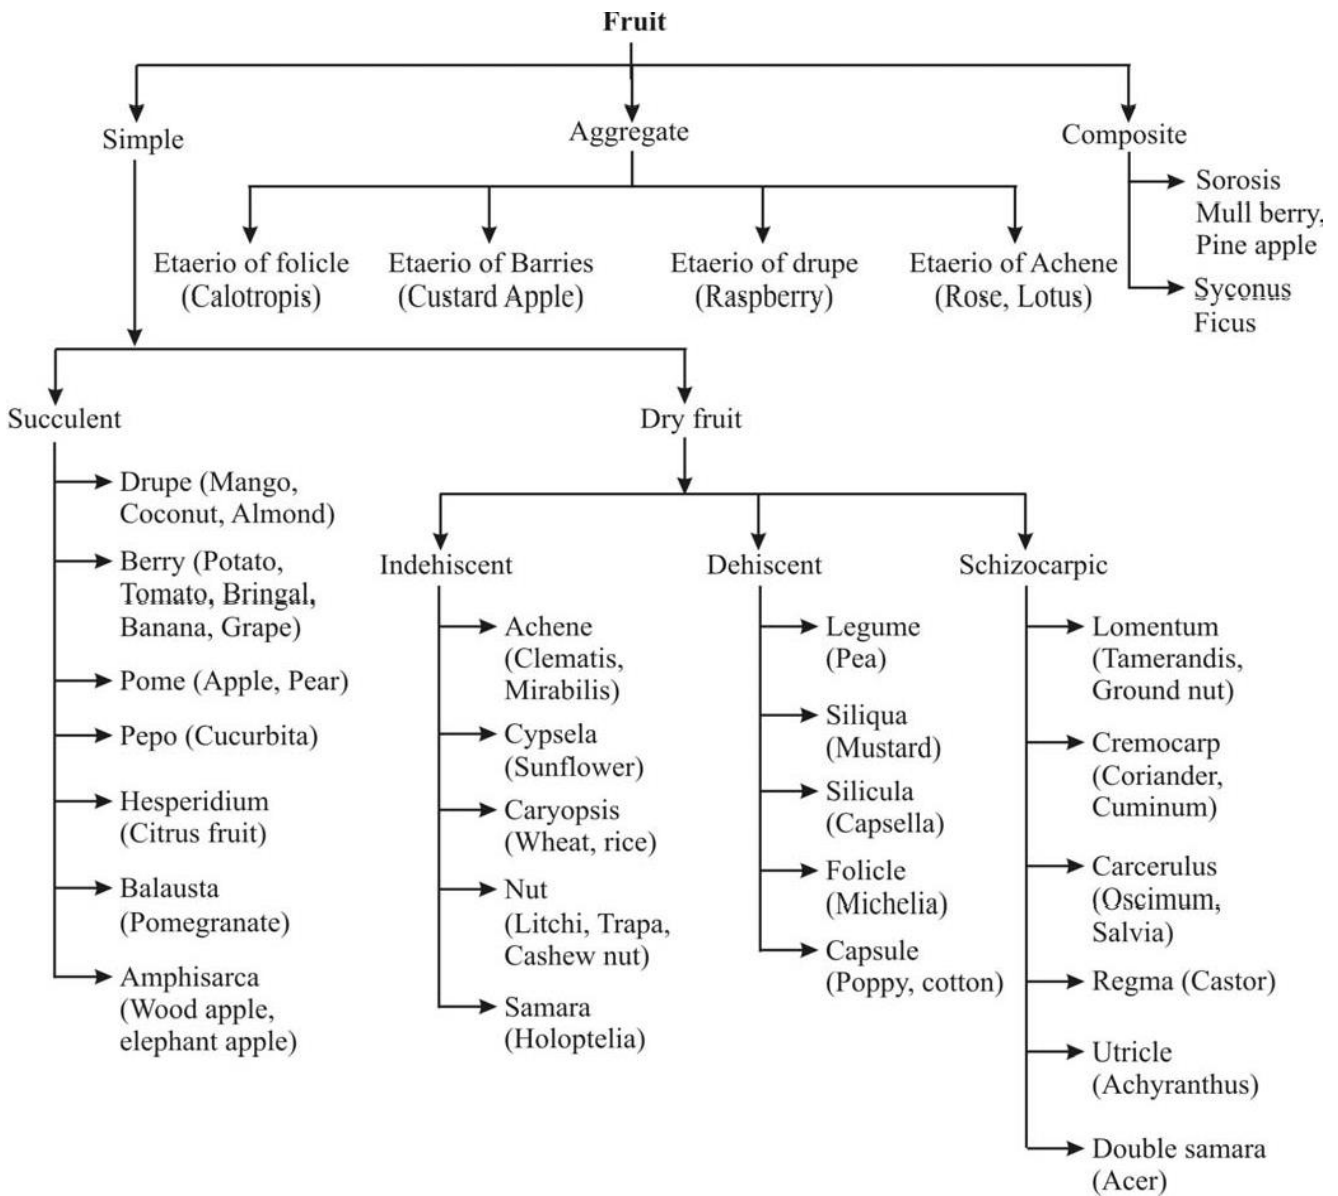 Fruit
Simple
Aggregate
Composite
Sorosis
Mull berry,
Pine apple
Syconus
Ficus
Etaerio of folicle
(Calotropis)
Etaerio of Barries
(Custard Apple)
Etaerio of drupe
(Raspberry)
Etaerio of Achene
(Rose, Lotus)
Succulent
Drupe (Mango,
Coconut, Almond)
Berry (Potato,
Tomato, Bringal,
Banana, Grape)
Pome (Apple, Pear)
Pepo (Cucurbita)
Hesperidium
(Citrus fruit)
Balausta
(Pomegranate)
Amphisarca
(Wood apple,
elephant apple)
Dry fruit
Indehiscent
Achene
(Clematis,
Mirabilis)
Cypsela
(Sunflower)
Caryopsis
(Wheat, rice)
Nut
(Litchi, Trapa,
Cashew nut)
Samara
(Holoptelia)
Dehiscent
Legume
(Pea)
Siliqua
(Mustard)
Silicula
(Capsella)
Folicle
(Michelia)
Capsule
(Poppy, cotton)
Schizocarpic
Lomentum
(Tamerandis,
Ground nut)
Cremocarp
(Coriander,
Cuminum)
Carcerulus
(Oscimum,
Salvia)
Regma (Castor)
Utricle
(Achyranthus)
Double samara
(Acer)